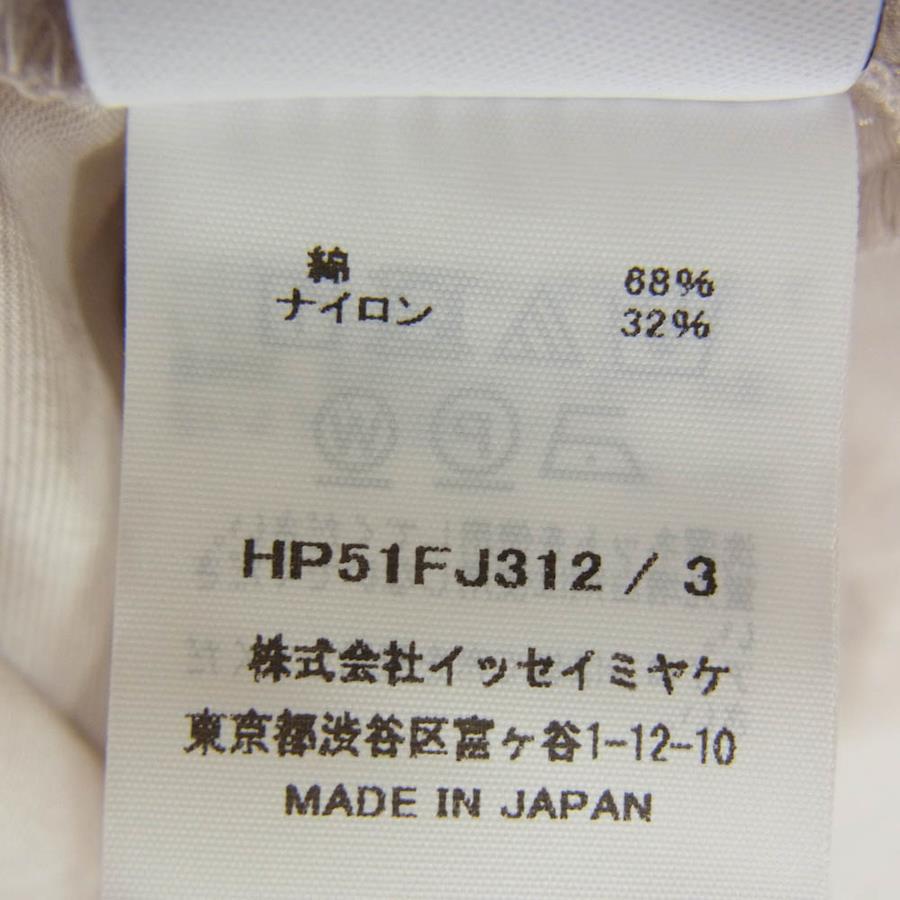 綿 68%
ナイロン 32%
HP51FJ312 / 3
株式会社イッセイミヤケ
東京都渋谷区富ヶ谷1-12-10
MADE IN JAPAN